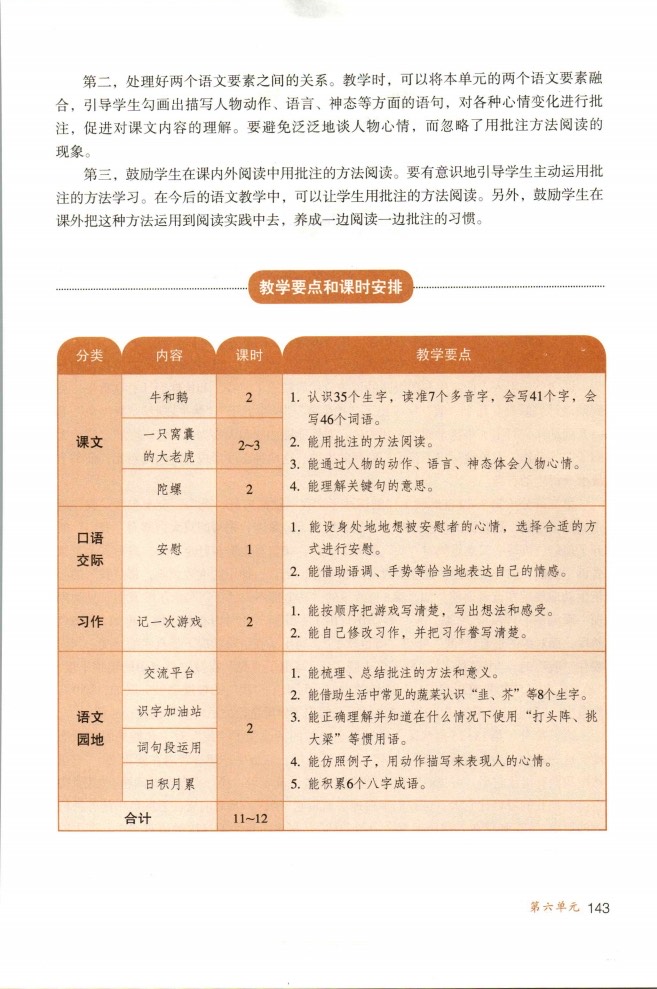 第二，处理好两个语文要素之间的关系。教学时，可以将本单元的两个语文要素融
合，引导学生勾画出描写人物动作、语言、神态等方面的语句，对各种心情变化进行批
注，促进对课文内容的理解。要避免泛泛地谈人物心情，而忽略了用批注方法阅读的
现象。
第三，鼓励学生在课内外阅读中用批注的方法阅读。要有意识地引导学生主动运用批
注的方法学习。在今后的语文教学中，可以让学生用批注的方法阅读。另外，鼓励学生在
课外把这种方法运用到阅读实践中去，养成一边阅读一边批注的习惯。
教学要点和课时安排
分类 内容 课时 教学要点
课文
牛和鹅 2
一只窝囊
的大老虎
2~3
陀螺 2
1. 认识35个生字，读准7个多音字，会写41个字，会
写46个词语。
2. 能用批注的方法阅读。
3. 能通过人物的动作、语言、神态体会人物心情。
4. 能理解关键句的意思。
口语
交际
安慰 1
1. 能设身处地地想被安慰者的心情，选择合适的方
式进行安慰。
2. 能借助语调、手势等恰当地表达自己的情感。
习作 记一次游戏 2
1. 能按顺序把游戏写清楚，写出想法和感受。
2. 能自己修改习作，并把习作誊写清楚。
语文
园地
交流平台
识字加油站
词句段运用
日积月累
2
1. 能梳理、总结批注的方法和意义。
2. 能借助生活中常见的蔬菜认识“韭、芥”等8个生字。
3. 能正确理解并知道在什么情况下使用“打头阵、挑
大梁”等惯用语。
4. 能仿照例子，用动作描写来表现人的心情。
5. 能积累6个八字成语。
合计 11~12
第六单元 143